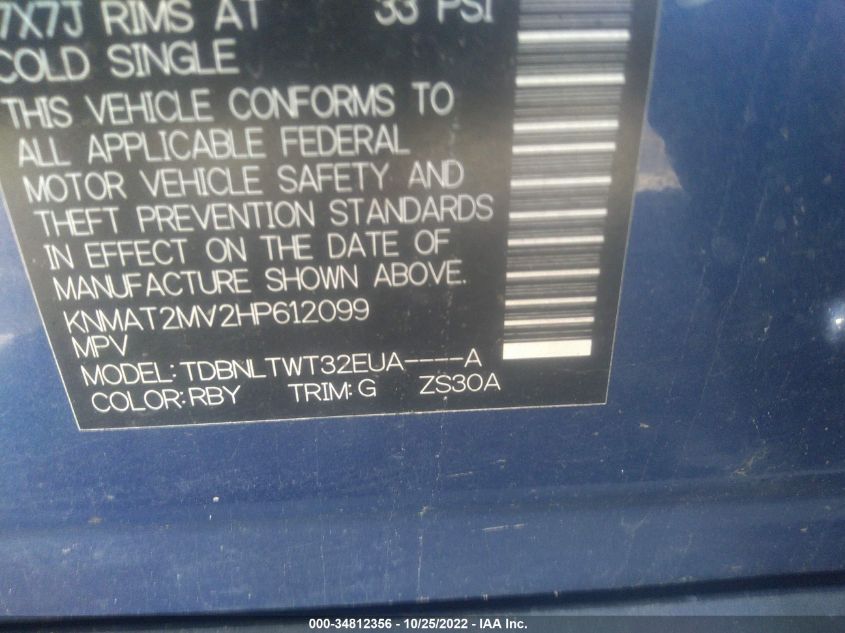 7X7J RIMS AT 33 PSI
COLD SINGLE
THIS VEHICLE CONFORMS TO
ALL APPLICABLE FEDERAL
MOTOR VEHICLE SAFETY AND
THEFT PREVENTION STANDARDS
IN EFFECT ON THE DATE OF
MANUFACTURE SHOWN ABOVE.
KNMAT2MV2HP612099
MPV
MODEL:TDBNLTWT32EUA----A
COLOR:RBY TRIM:G ZS30A
000-34812356 - 10/25/2022 - IAA Inc.